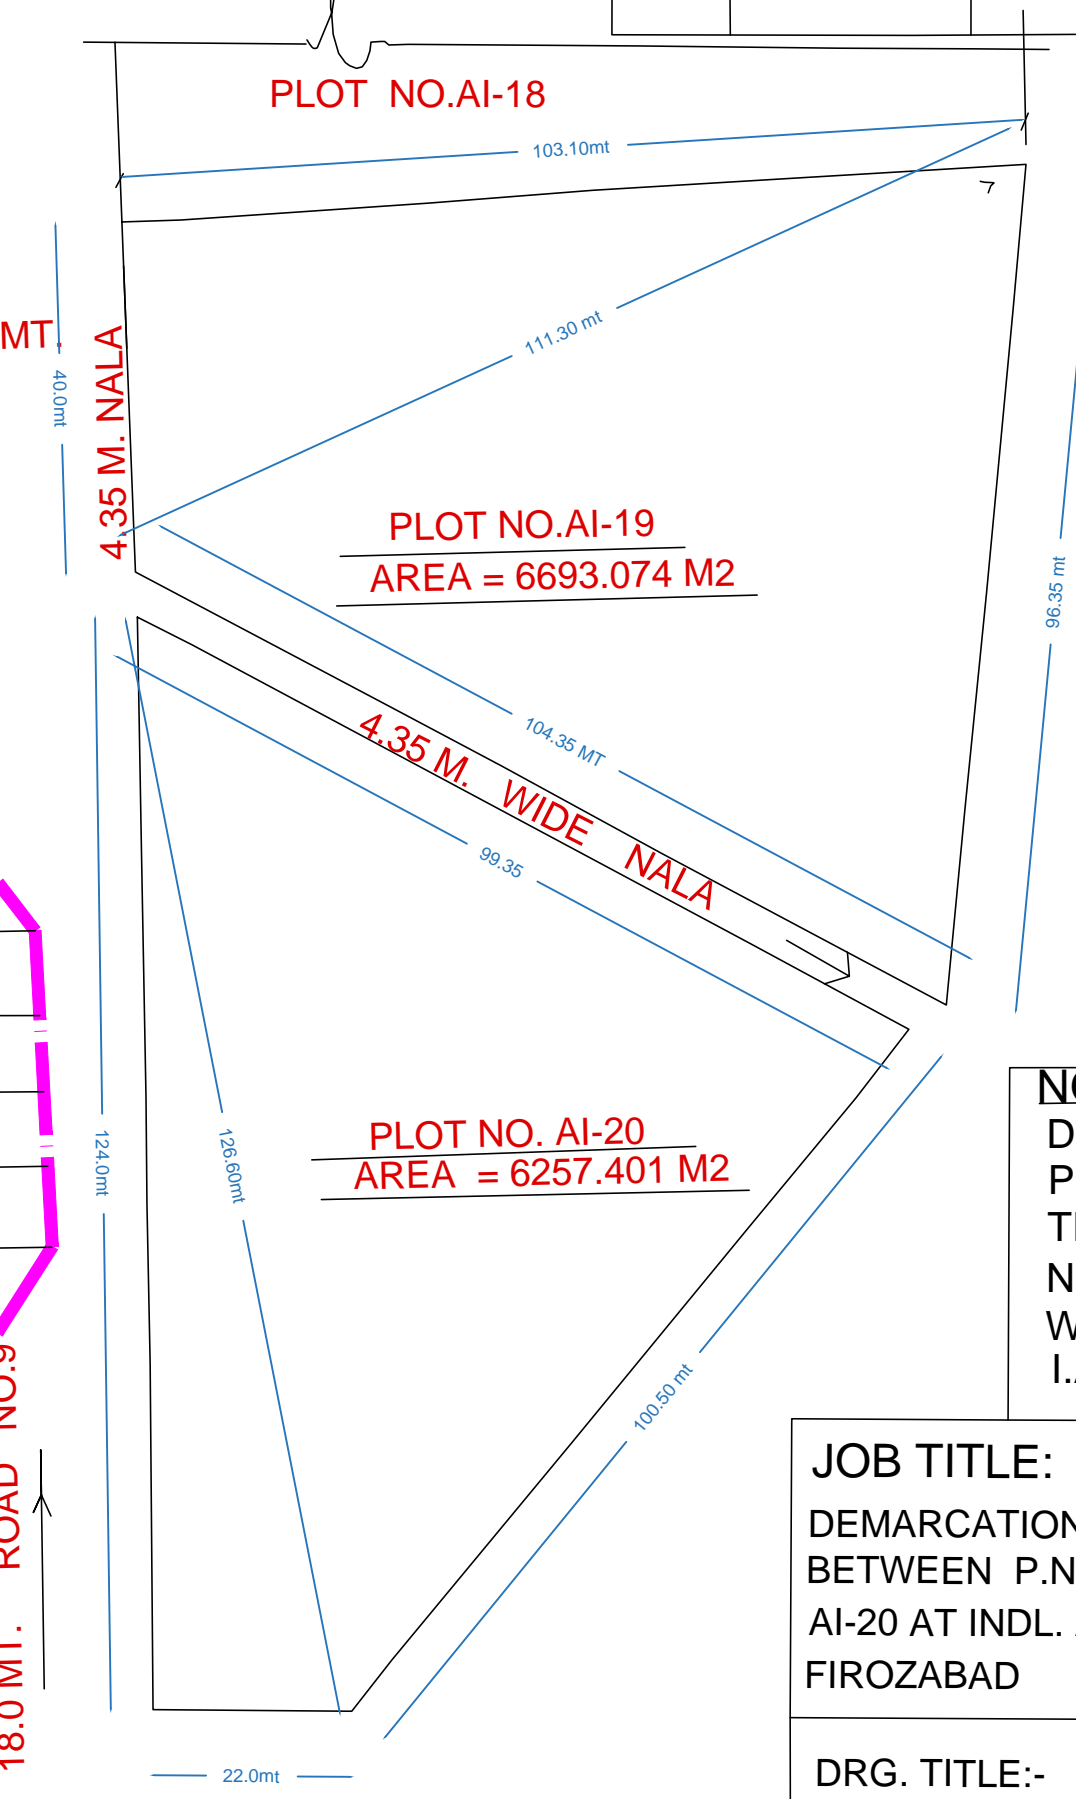 PLOT NO.AI-18
103.10mt
111.30 mt
MT.
40.0mt
4.35 M. NALA
PLOT NO.AI-19
AREA = 6693.074 M2
96.35 mt
104.35 MT
4.35 M. WIDE NALA
99.35
PLOT NO. AI-20
AREA = 6257.401 M2
124.0mt
126.60mt
100.50 mt
18.0 MT. ROAD NO.9
22.0mt
JOB TITLE:
DEMARCATION
BETWEEN P.N
AI-20 AT INDL.
FIROZABAD
DRG. TITLE:-